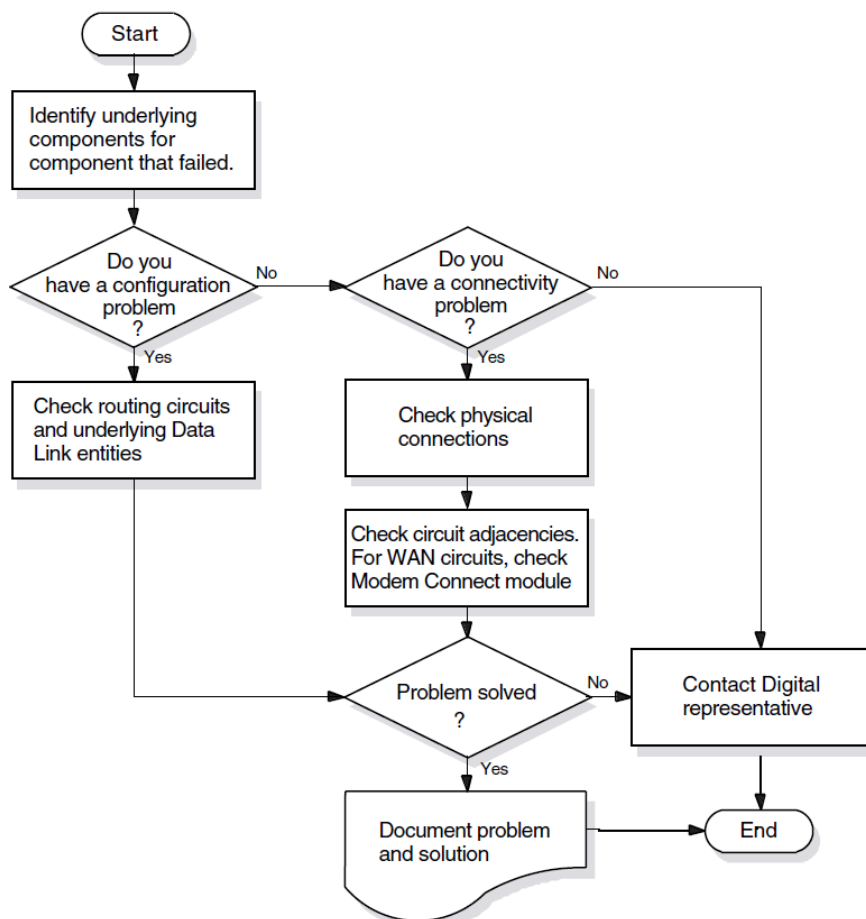 Start
Identify underlying
components for
component that failed.
Do you
have a configuration
problem
?
No
Yes
Do you
have a connectivity
problem
?
No
Yes
Check routing circuits
and underlying Data
Link entities
Check physical
connections
Check circuit adjacencies.
For WAN circuits, check
Modem Connect module
Problem solved
?
No
Yes
Contact Digital
representative
Document problem
and solution
End